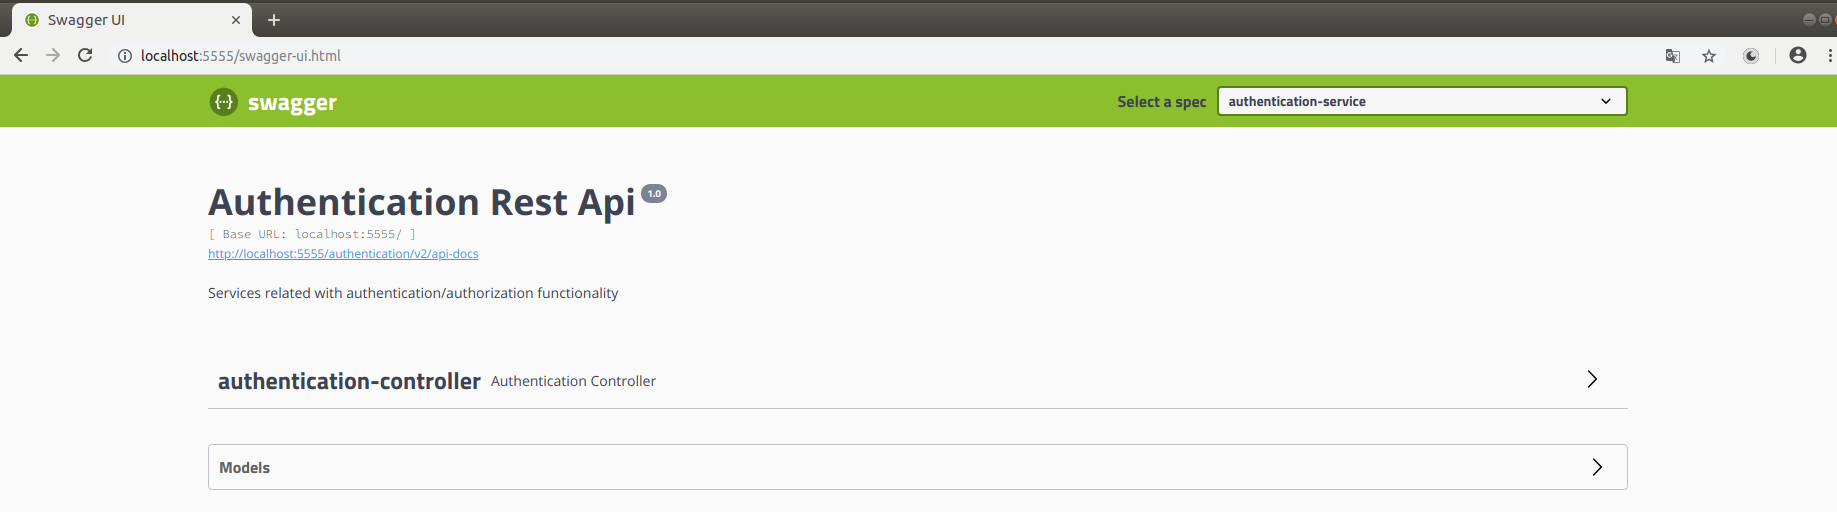 Swagger UI
localhost:5555/swagger-ui.html
{··} swagger
Select a spec authentication-service
Authentication Rest Api 1.0
[ Base URL: localhost:5555/ ]
http://localhost:5555/authentication/v2/api-docs
Services related with authentication/authorization functionality
authentication-controller Authentication Controller
Models